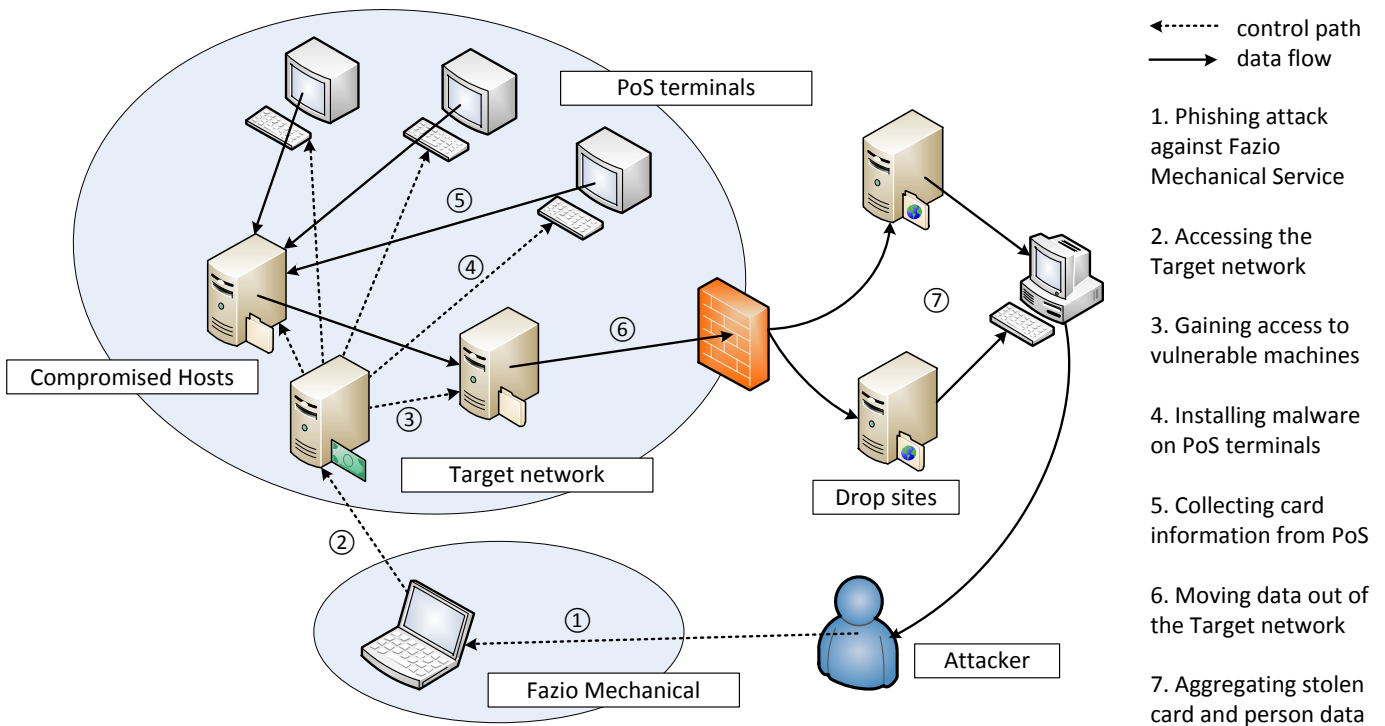 PoS terminals
⑤
④
⑥
⑦
Compromised Hosts
③
Target network
Drop sites
②
①
Attacker
Fazio Mechanical
control path
data flow
1. Phishing attack
against Fazio
Mechanical Service
2. Accessing the
Target network
3. Gaining access to
vulnerable machines
4. Installing malware
on PoS terminals
5. Collecting card
information from PoS
6. Moving data out of
the Target network
7. Aggregating stolen
card and person data